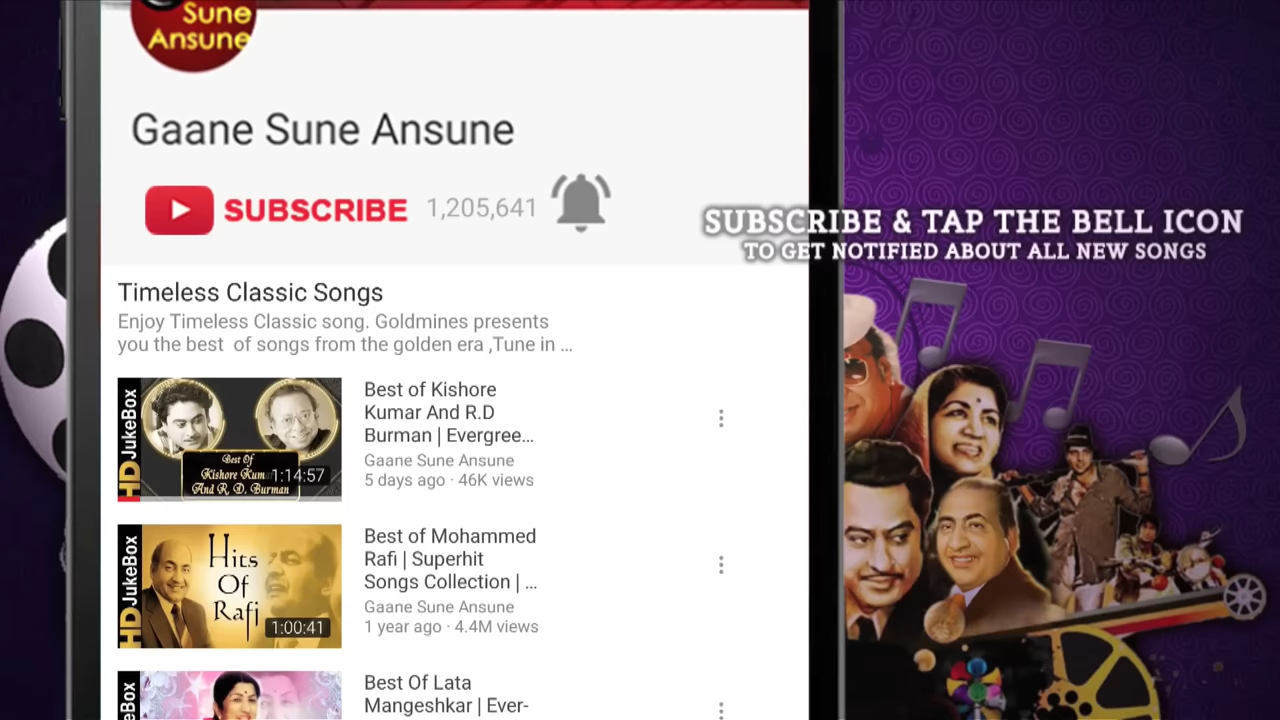 Sune
Ansune
Gaane Sune Ansune
SUBSCRIBE 1,205,641
SUBSCRIBE & TAP THE BELL ICON
TO GET NOTIFIED ABOUT ALL NEW SONGS
Timeless Classic Songs
Enjoy Timeless Classic song. Goldmines presents
you the best of songs from the golden era ,Tune in ...
HD JukeBox
Best Of
Kishore Kum
And R. D. Burman
1:14:57
Best of Kishore
Kumar And R.D
Burman | Evergree...
Gaane Sune Ansune
5 days ago · 46K views
HD JukeBox
Hits
Of
Rafi
1:00:41
Best of Mohammed
Rafi | Superhit
Songs Collection | ...
Gaane Sune Ansune
1 year ago · 4.4M views
eBox
Best Of Lata
Mangeshkar | Ever-